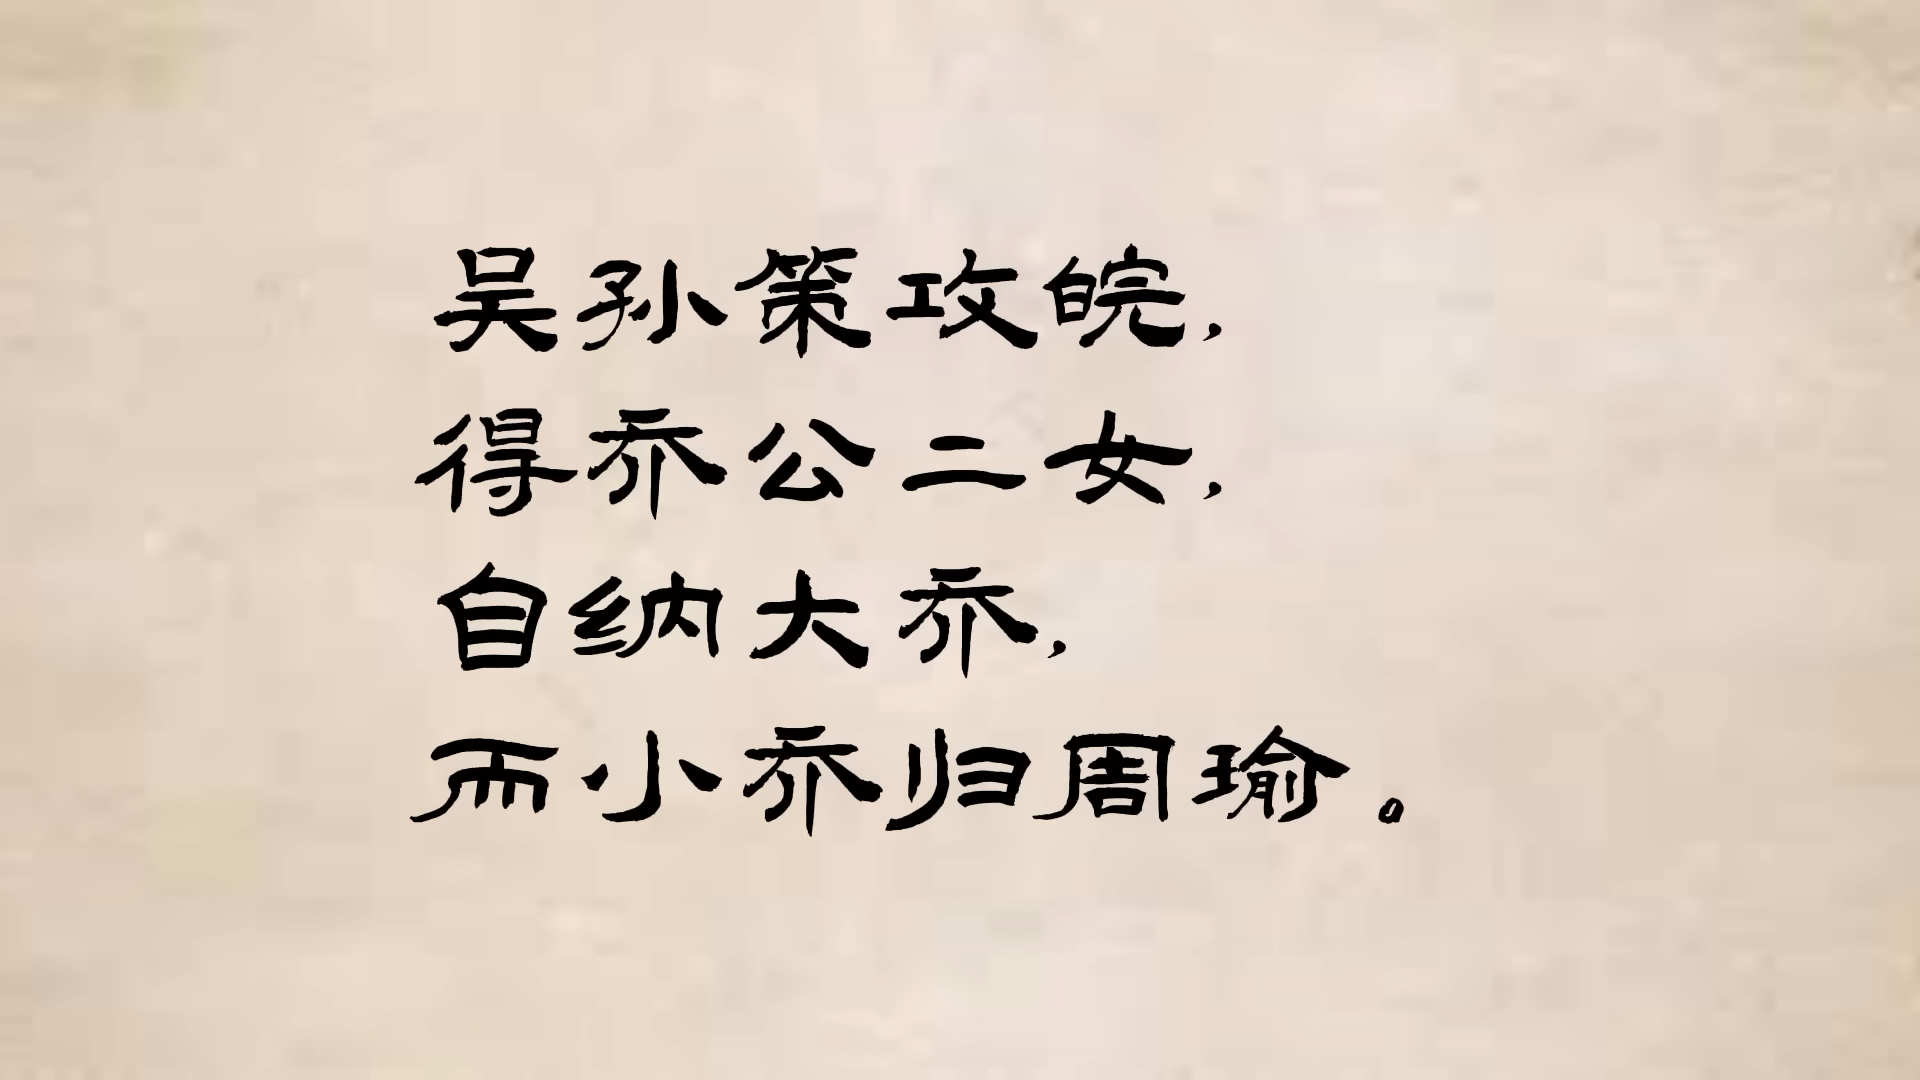 吴孙策攻皖，
得乔公二女，
自纳大乔，
而小乔归周瑜。